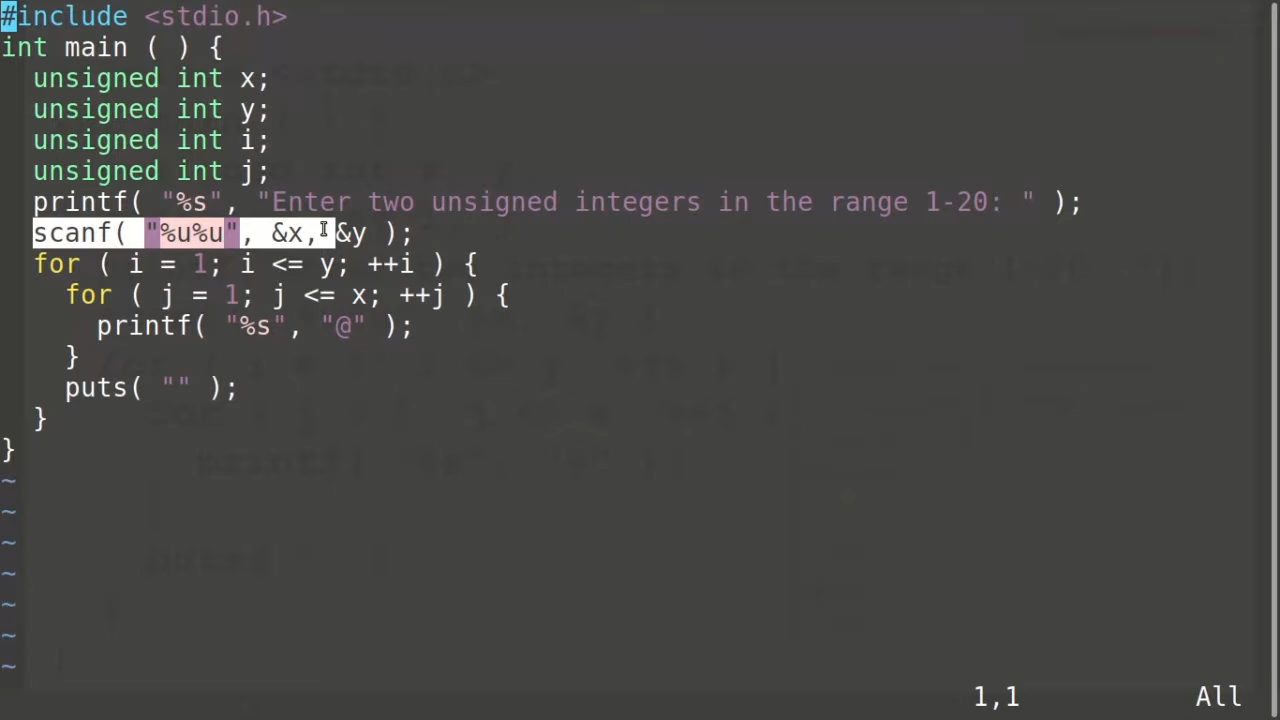 #include <stdio.h>
int main ( ) {
  unsigned int x;
  unsigned int y;
  unsigned int i;
  unsigned int j;
  printf( "%s", "Enter two unsigned integers in the range 1-20: " );
  scanf( "%u%u", &x, &y );
  for ( i = 1; i <= y; ++i ) {
    for ( j = 1; j <= x; ++j ) {
      printf( "%s", "@" );
    }
    puts( "" );
  }
}
~
~
~
~
~
~
~
1,1 All